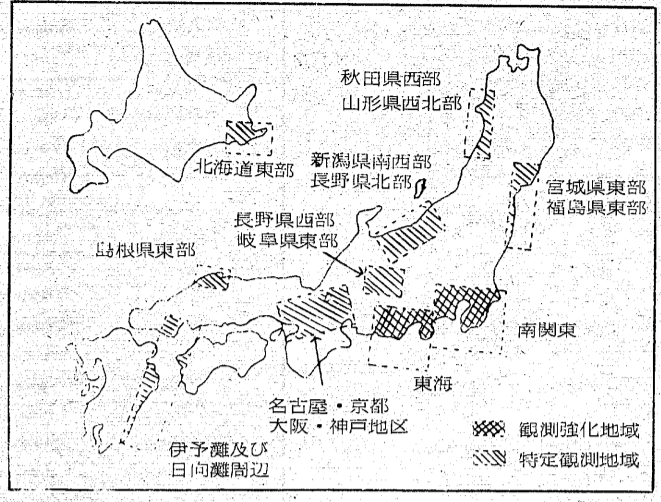 秋田県西部
山形県西北部
北海道東部
新潟県南西部
長野県北部
宮城県東部
福島県東部
長野県西部
岐阜県東部
島根県東部
南関東
東海
名古屋・京都
大阪・神戸地区
伊予灘及び
日向灘周辺
観測強化地域
特定観測地域